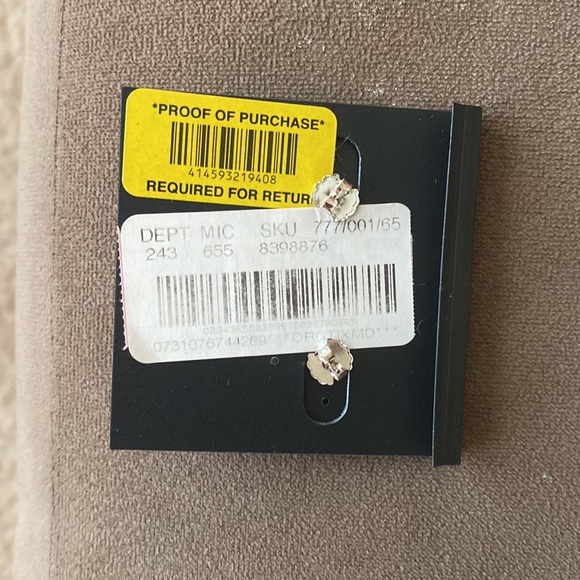 *PROOF OF PURCHASE*
414593219408
REQUIRED FOR RETUR
DEPT MIC SKU 777/001/65
243 655 8398876